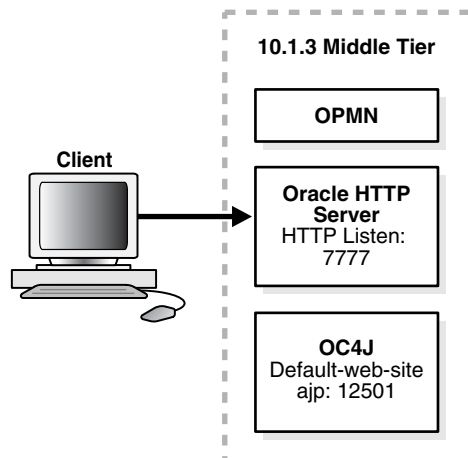 10.1.3 Middle Tier
OPMN
Client
Oracle HTTP
Server
HTTP Listen:
7777
OC4J
Default-web-site
ajp: 12501